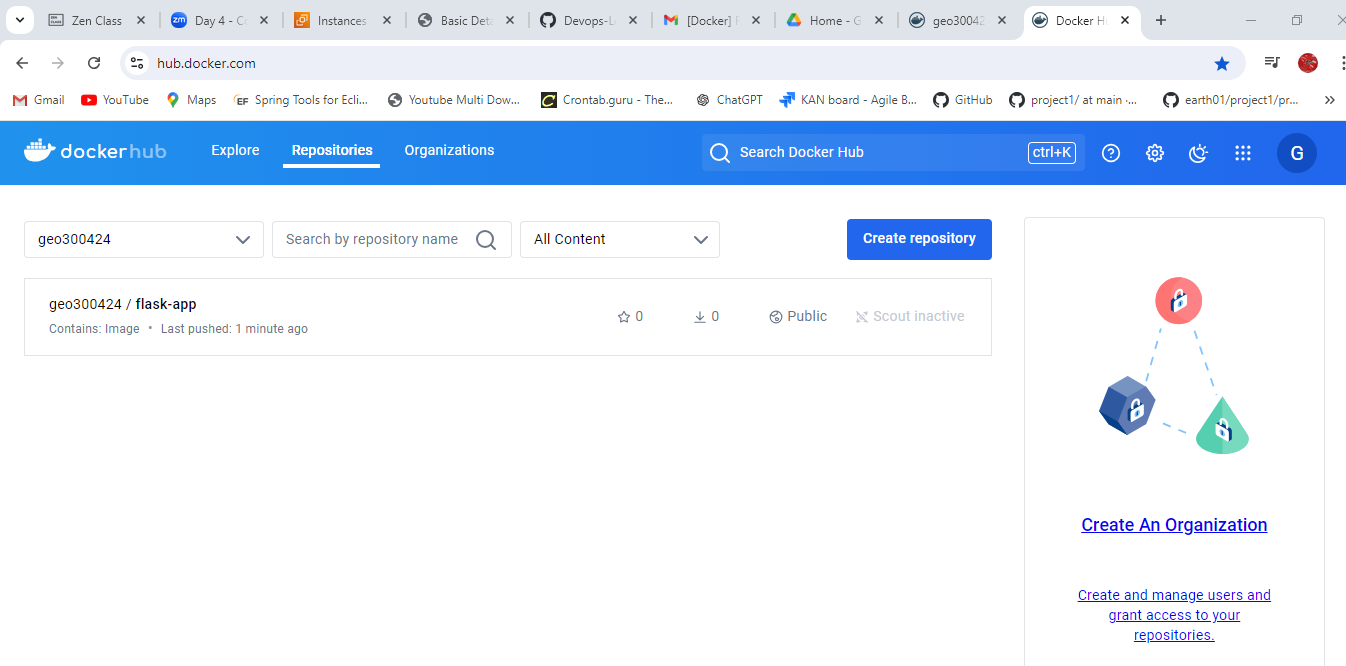 Zen Class
zm Day 4 - C
Instances
Basic Deta
Devops-L
[Docker]
Home - G
geo30042
Docker H
hub.docker.com
Gmail
YouTube
Maps
EF Spring Tools for Ecli...
Youtube Multi Dow...
Crontab.guru - The...
ChatGPT
KAN board - Agile B...
GitHub
project1/ at main ·...
earth01/project1/pr...
dockerhub
Explore
Repositories
Organizations
Search Docker Hub
ctrl+K
G
geo300424
Search by repository name
All Content
Create repository
geo300424 / flask-app
Contains: Image • Last pushed: 1 minute ago
0
0
Public
Scout inactive
Create An Organization
Create and manage users and
grant access to your
repositories.